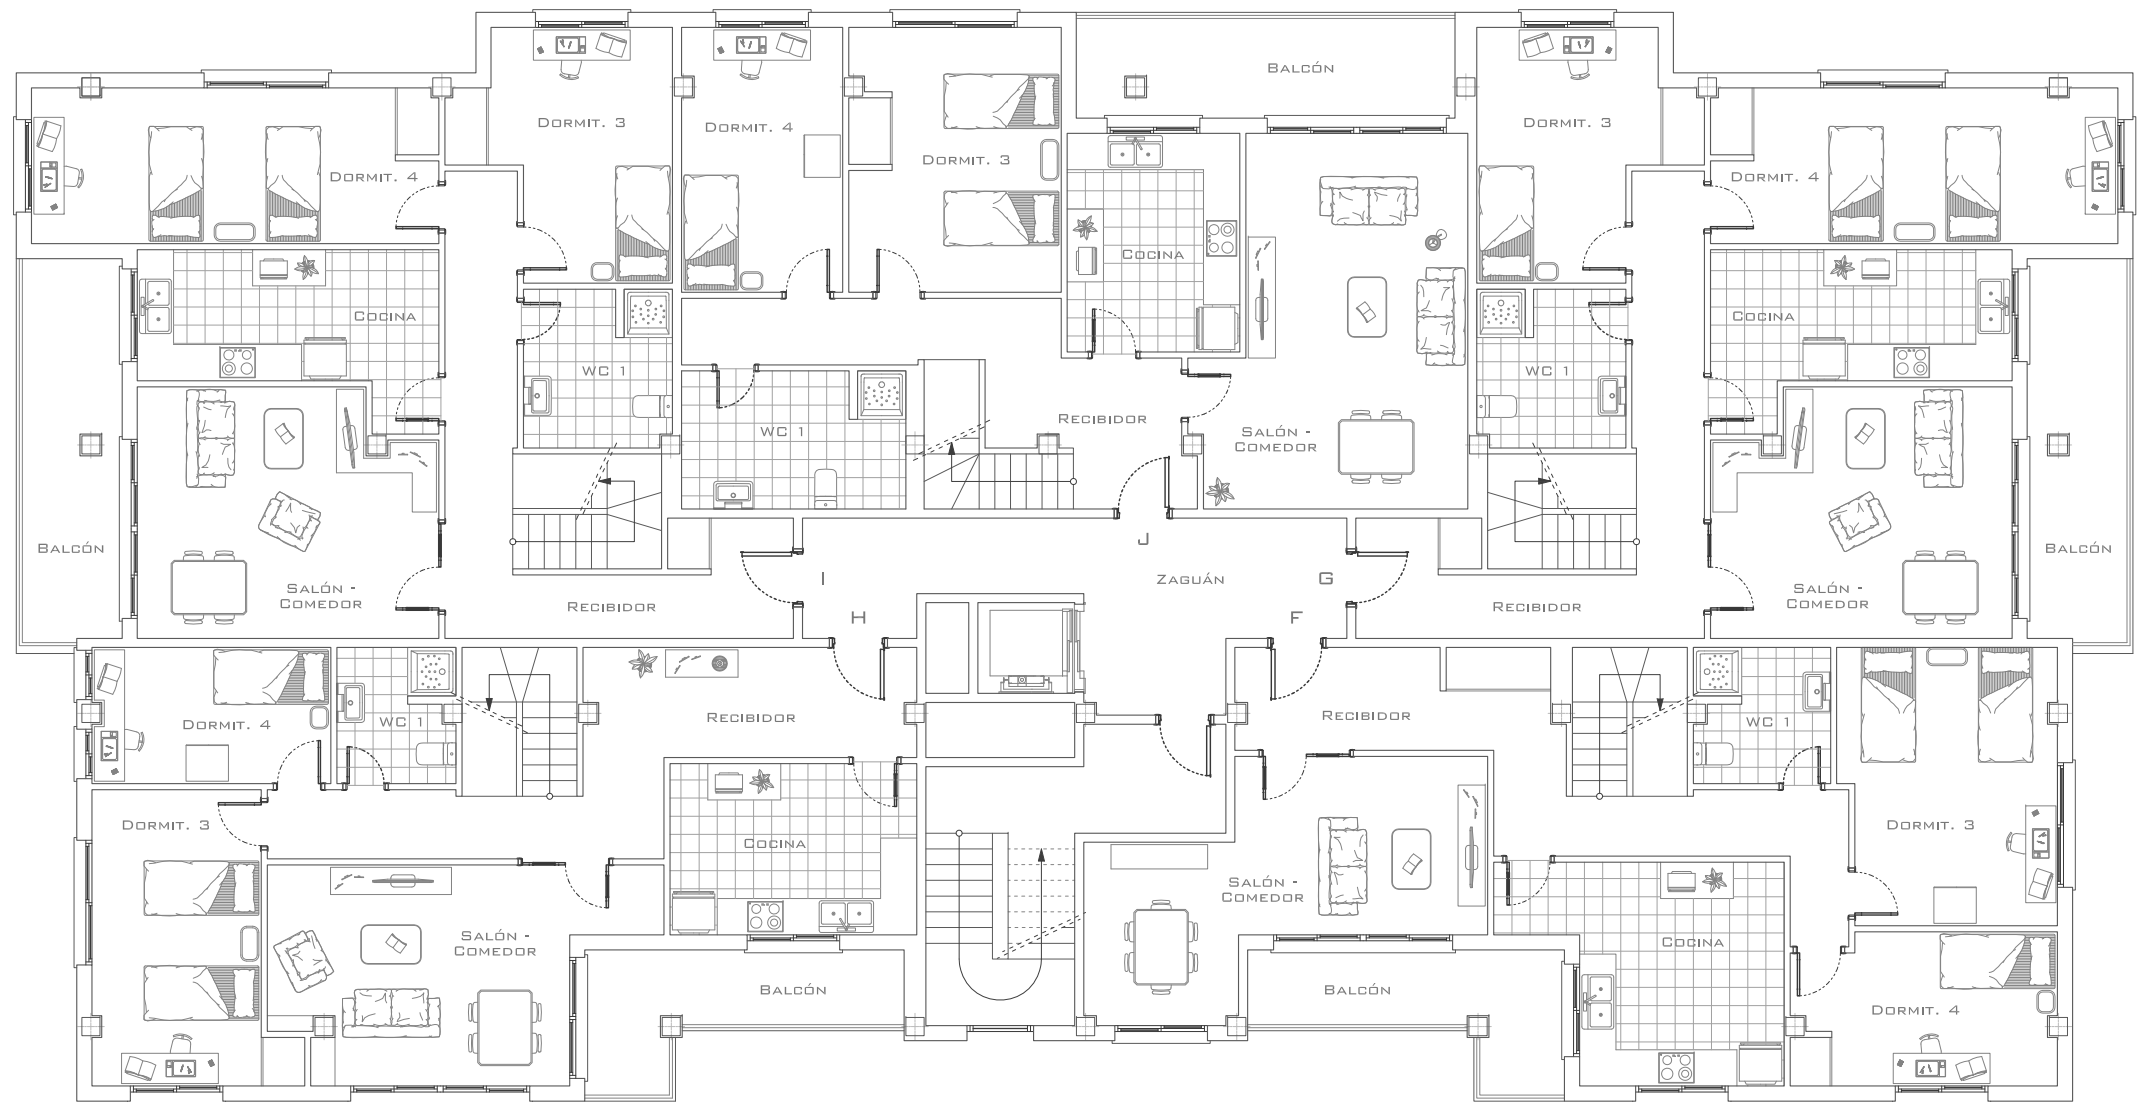 BALCÓN
DORMIT. 3
DORMIT. 4
DORMIT. 3
DORMIT. 3
DORMIT. 4
DORMIT. 4
COCINA
COCINA
COCINA
WC 1
WC 1
RECIBIDOR
WC 1
SALÓN -
COMEDOR
BALCÓN
J
BALCÓN
SALÓN -
COMEDOR
I
ZAGUÁN
G
SALÓN -
COMEDOR
RECIBIDOR
RECIBIDOR
H
F
DORMIT. 4
WC 1
RECIBIDOR
RECIBIDOR
WC 1
DORMIT. 3
DORMIT. 3
COCINA
SALÓN -
COMEDOR
SALÓN -
COMEDOR
COCINA
BALCÓN
BALCÓN
DORMIT. 4